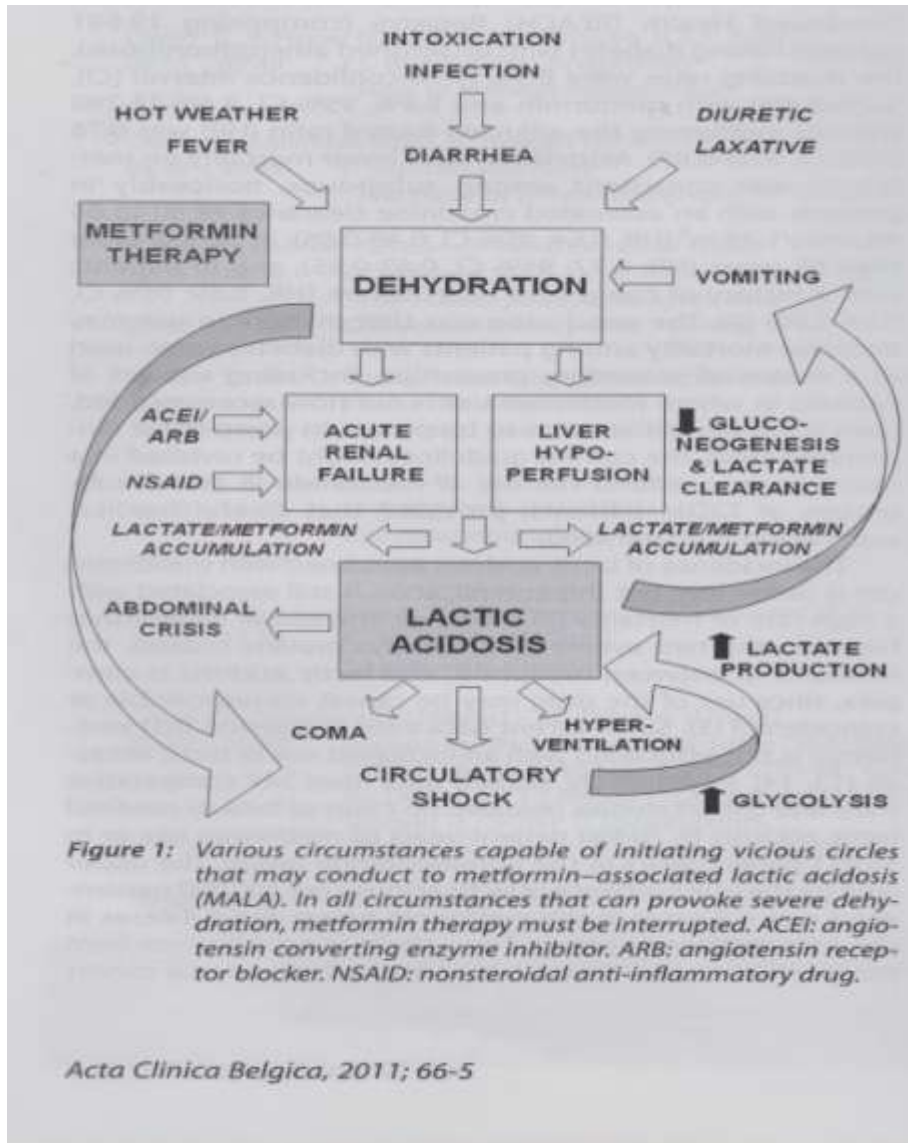 INTOXICATION
INFECTION
HOT WEATHER
FEVER
DIARRHEA
DIURETIC
LAXATIVE
METFORMIN
THERAPY
DEHYDRATION
VOMITING
ACEI/
ARB
NSAID
ACUTE
RENAL
FAILURE
LIVER
HYPO-
PERFUSION
GLUCO-
NEOGENESIS
& LACTATE
CLEARANCE
LACTATE/METFORMIN
ACCUMULATION
LACTATE/METFORMIN
ACCUMULATION
ABDOMINAL
CRISIS
LACTIC
ACIDOSIS
LACTATE
PRODUCTION
COMA
HYPER-
VENTILATION
CIRCULATORY
SHOCK
GLYCOLYSIS
Figure 1: Various circumstances capable of initiating vicious circles
that may conduct to metformin–associated lactic acidosis
(MALA). In all circumstances that can provoke severe dehy-
dration, metformin therapy must be interrupted. ACEI: angio-
tensin converting enzyme inhibitor. ARB: angiotensin recep-
tor blocker. NSAID: nonsteroidal anti-inflammatory drug.
Acta Clinica Belgica, 2011; 66-5